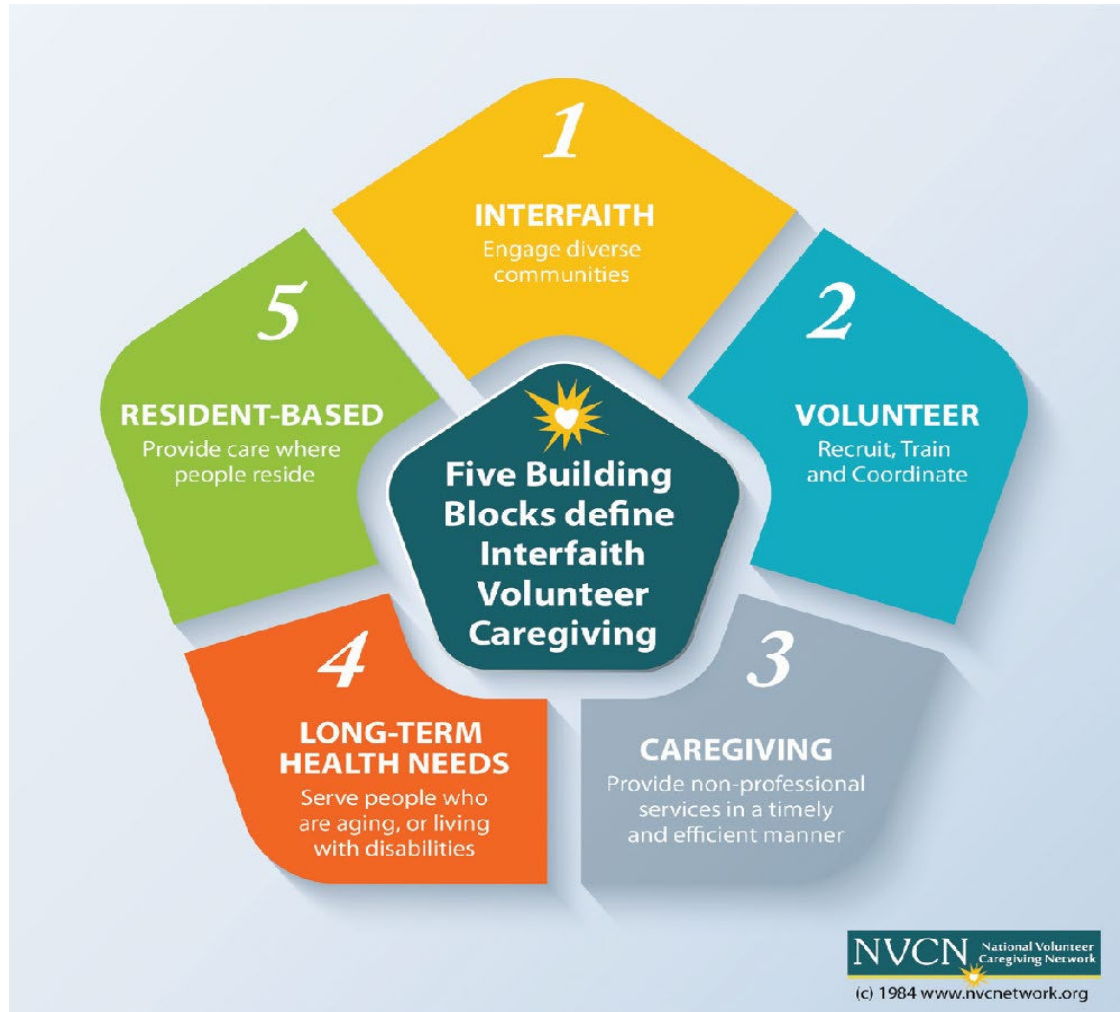 1
INTERFAITH
Engage diverse
communities
2
VOLUNTEER
Recruit, Train
and Coordinate
3
CAREGIVING
Provide non-professional
services in a timely
and efficient manner
4
LONG-TERM
HEALTH NEEDS
Serve people who
are aging, or living
with disabilities
5
RESIDENT-BASED
Provide care where
people reside
Five Building
Blocks define
Interfaith
Volunteer
Caregiving
NVCN National Volunteer
Caregiving Network
(c) 1984 www.nvcnetwork.org